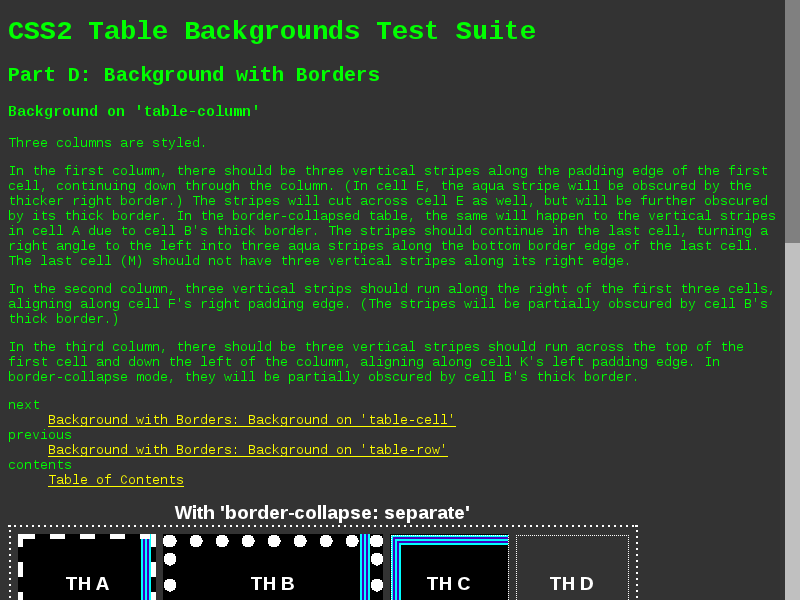 CSS2 Table Backgrounds Test Suite
Part D: Background with Borders
Background on 'table-column'
Three columns are styled.
In the first column, there should be three vertical stripes along the padding edge of the first
cell, continuing down through the column. (In cell E, the aqua stripe will be obscured by the
thicker right border.) The stripes will cut across cell E as well, but will be further obscured
by its thick border. In the border-collapsed table, the same will happen to the vertical stripes
in cell A due to cell B's thick border. The stripes should continue in the last cell, turning a
right angle to the left into three aqua stripes along the bottom border edge of the last cell.
The last cell (M) should not have three vertical stripes along its right edge.
In the second column, three vertical strips should run along the right of the first three cells,
aligning along cell F's right padding edge. (The stripes will be partially obscured by cell B's
thick border.)
In the third column, there should be three vertical stripes should run across the top of the
first cell and down the left of the column, aligning along cell K's left padding edge. In
border-collapse mode, they will be partially obscured by cell B's thick border.
next
Background with Borders: Background on 'table-cell'
previous
Background with Borders: Background on 'table-row'
contents
Table of Contents
With 'border-collapse: separate'
TH A TH B TH C TH D